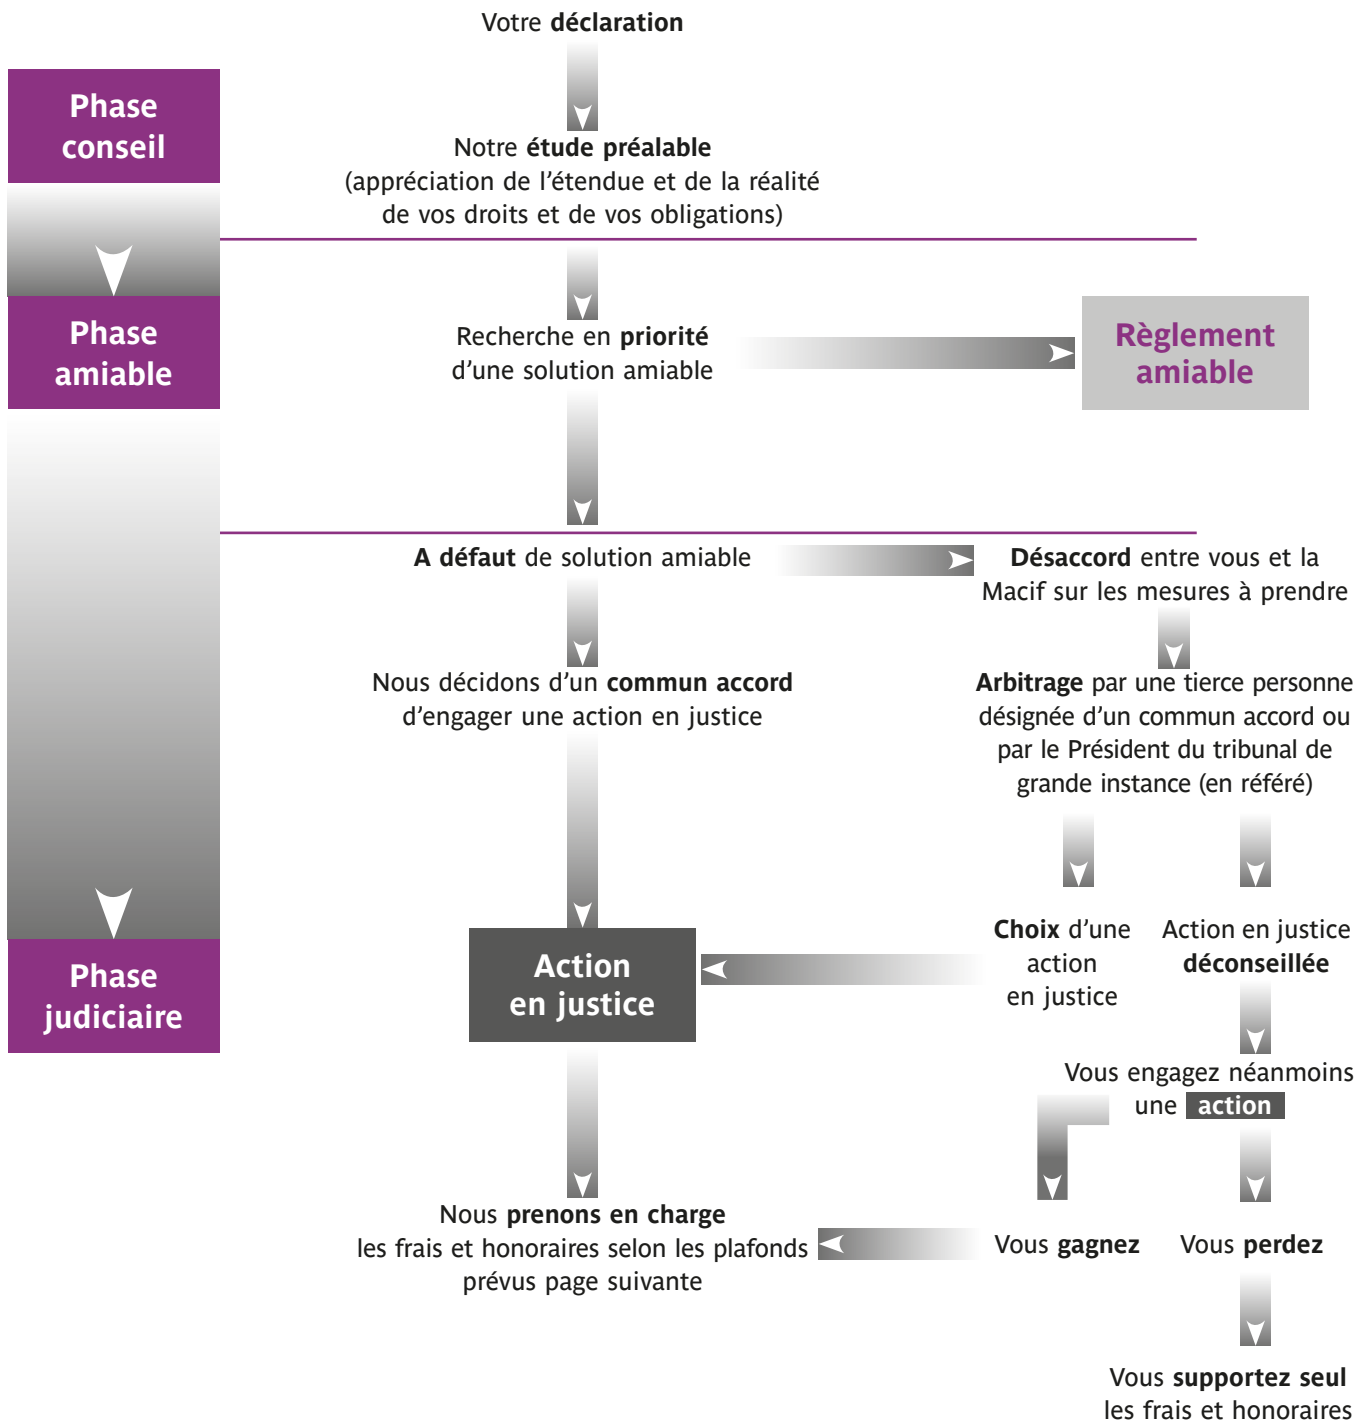 Votre déclaration
Phase
conseil
Notre étude préalable
(appréciation de l’étendue et de la réalité
de vos droits et de vos obligations)
Phase
amiable
Recherche en priorité
d’une solution amiable
Règlement
amiable
A défaut de solution amiable
Désaccord entre vous et la
Macif sur les mesures à prendre
Nous décidons d’un commun accord
d’engager une action en justice
Arbitrage par une tierce personne
désignée d’un commun accord ou
par le Président du tribunal de
grande instance (en référé)
Phase
judiciaire
Action
en justice
Choix d’une
action
en justice
Action en justice
déconseillée
Vous engagez néanmoins
une action
Nous prenons en charge
les frais et honoraires selon les plafonds
prévus page suivante
Vous gagnez
Vous perdez
Vous supportez seul
les frais et honoraires